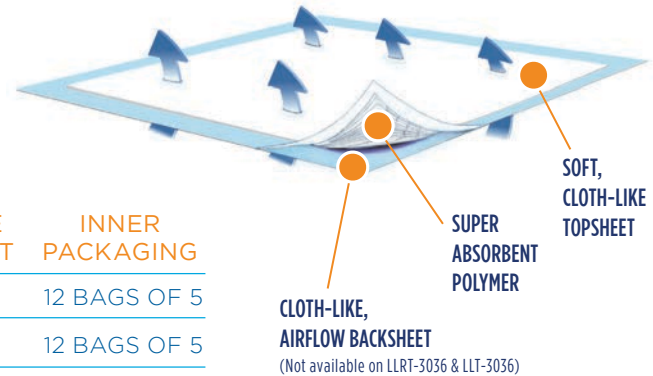 SOFT,
CLOTH-LIKE
TOPSHEET
SUPER
ABSORBENT
POLYMER
CLOTH-LIKE,
AIRFLOW BACKSHEET
(Not available on LLRT-3036 & LLT-3036)
INNER
PACKAGING
12 BAGS OF 5
12 BAGS OF 5